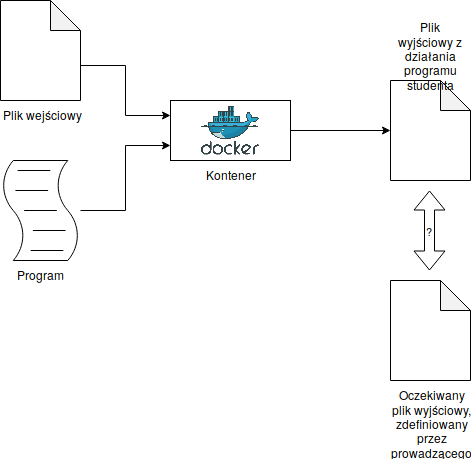 Plik
wyjściowy z
działania
programu
studenta
Plik wejściowy
docker
Kontener
Program
?
Oczekiwany
plik wyjściowy,
zdefiniowany
przez
prowadzącego